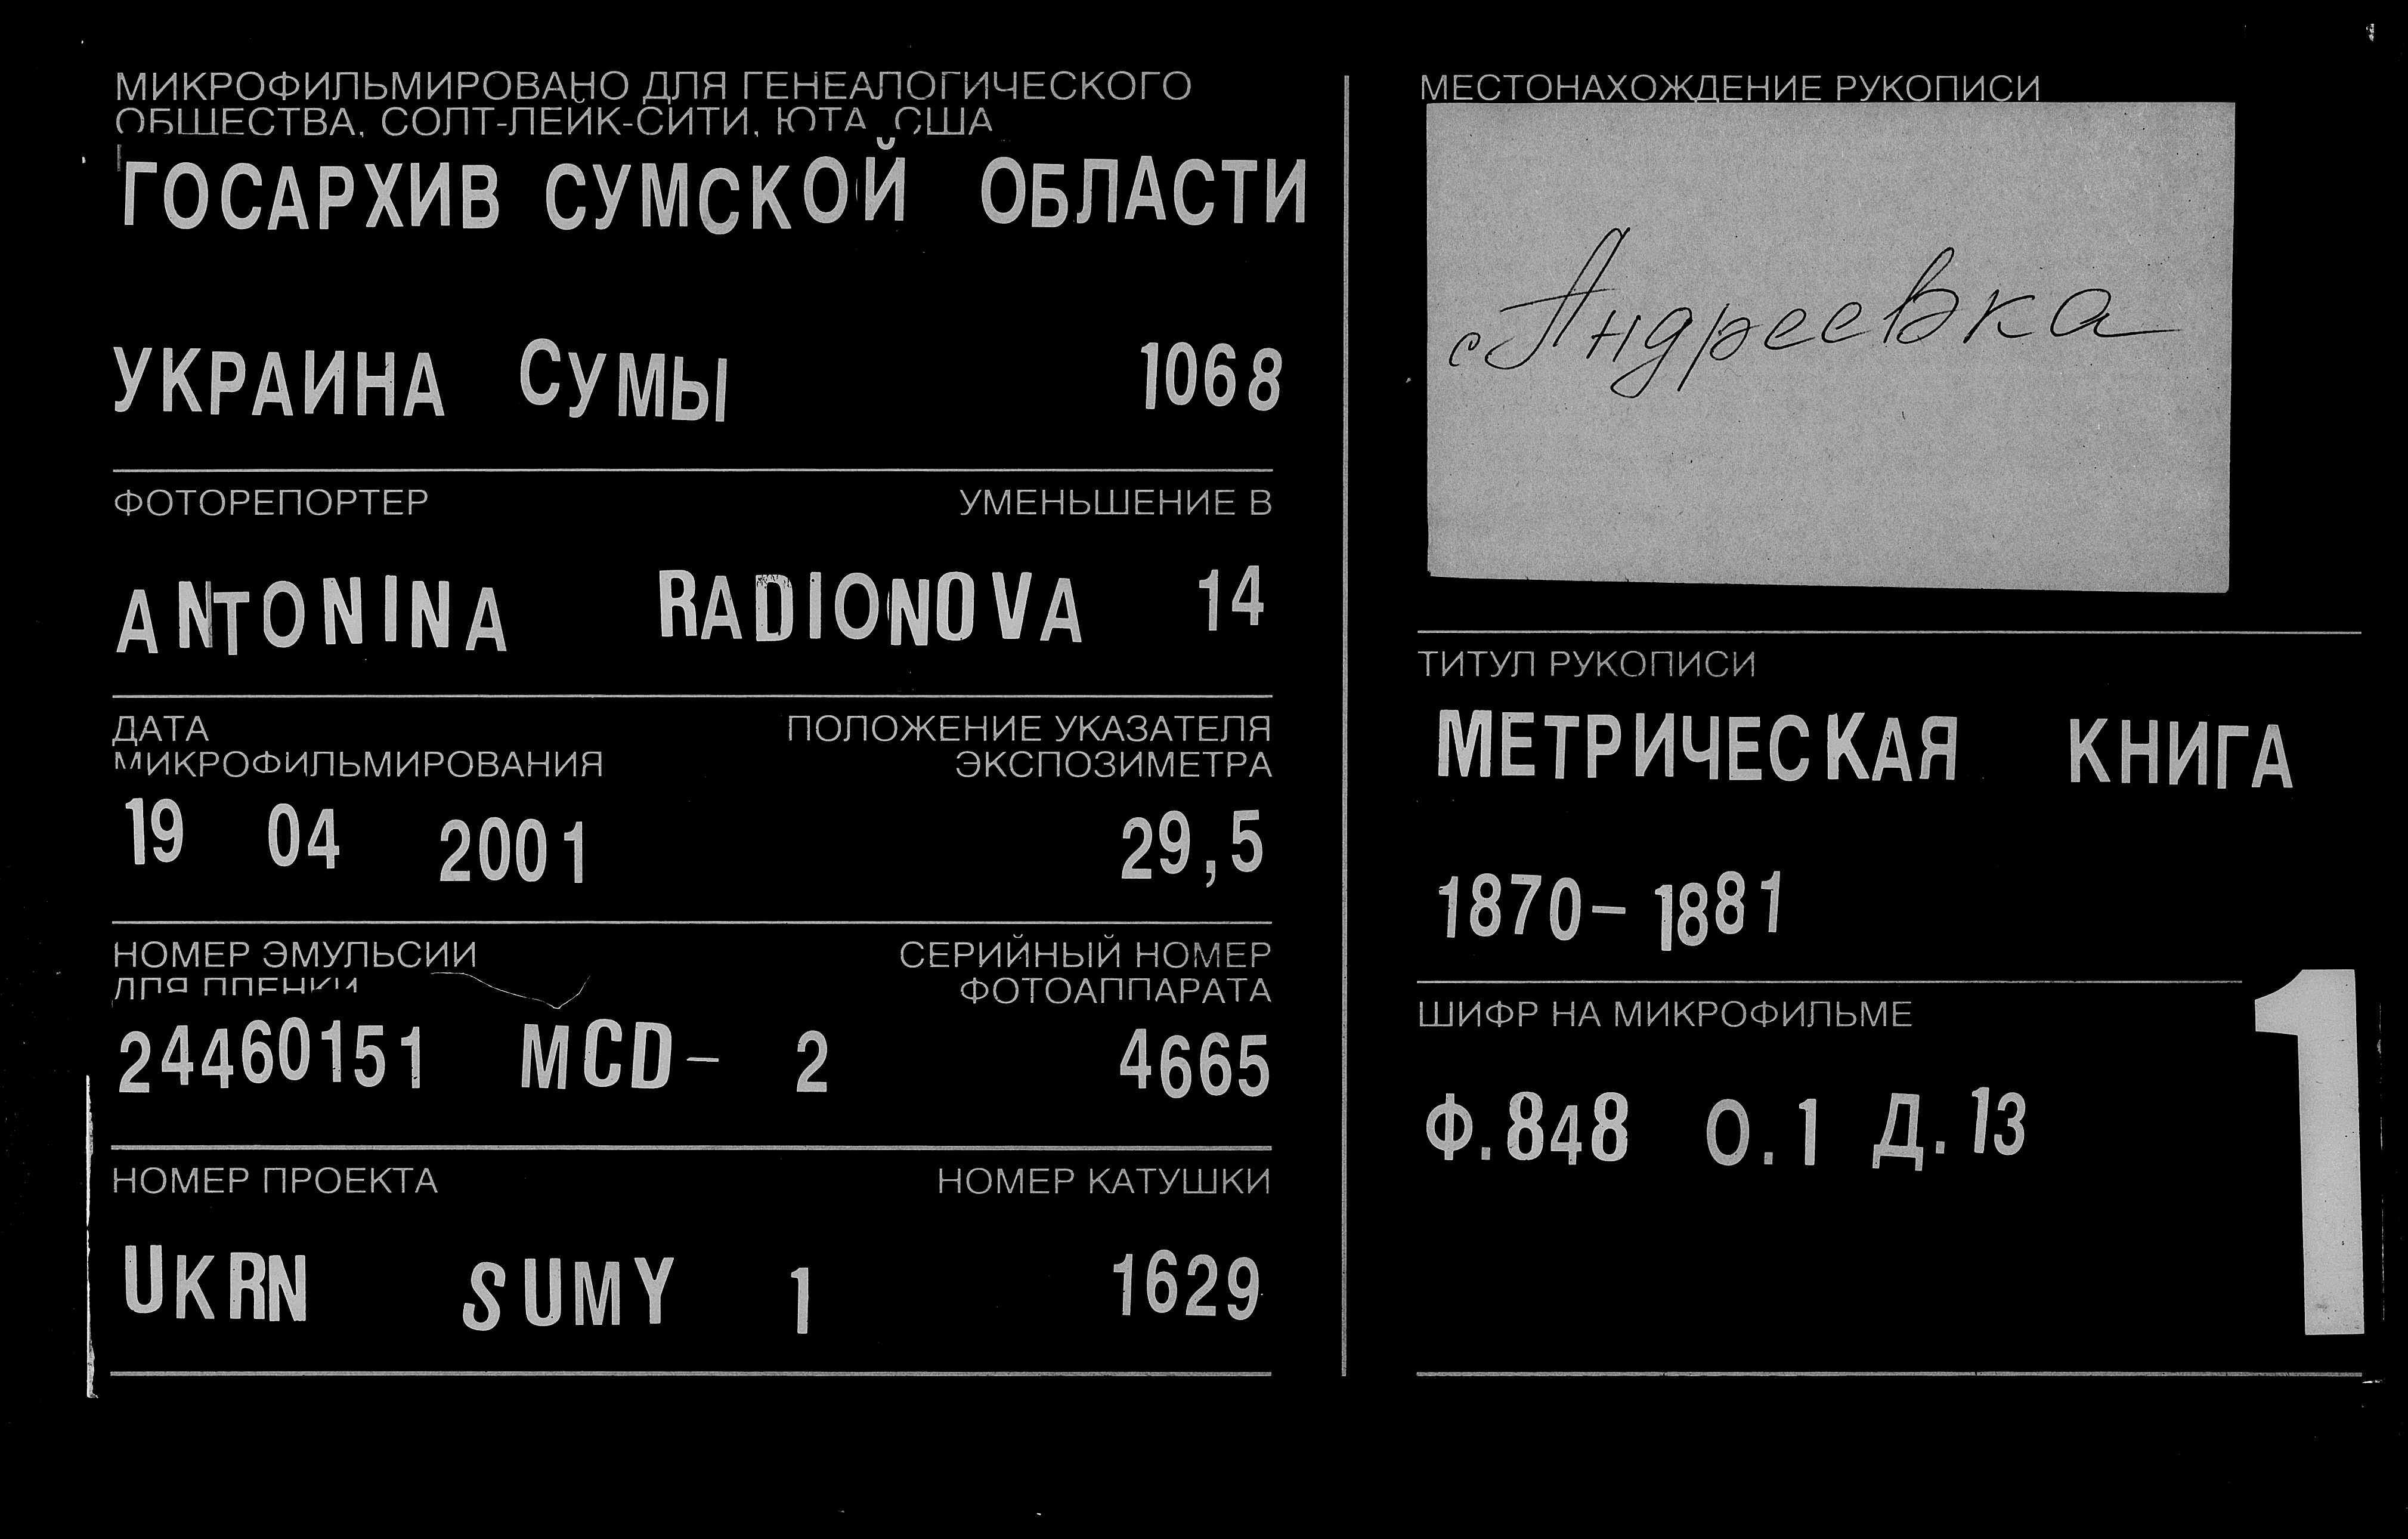 МИКРОФИЛЬМИРОВАНО ДЛЯ ГЕНЕАЛОГИЧЕСКОГО
ОБЩЕСТВА, СОЛТ-ЛЕЙК-СИТИ, ЮТА, США
ГОСАРХИВ СУМСКОЙ ОБЛАСТИ
УКРАИНА СУМЫ 1068
ФОТОРЕПОРТЕР УМЕНЬШЕНИЕ В
ANTONINA RADIONOVA 14
ДАТА ПОЛОЖЕНИЕ УКАЗАТЕЛЯ
МИКРОФИЛЬМИРОВАНИЯ ЭКСПОЗИМЕТРА
19 04 2001 29,5
НОМЕР ЭМУЛЬСИИ СЕРИЙНЫЙ НОМЕР
ДЛЯ ПЛЕНКИ ФОТОАППАРАТА
24460151 MCD- 2 4665
НОМЕР ПРОЕКТА НОМЕР КАТУШКИ
UKRN SUMY 1 1629
МЕСТОНАХОЖДЕНИЕ РУКОПИСИ
с Андреевка
ТИТУЛ РУКОПИСИ
МЕТРИЧЕСКАЯ КНИГА
1870- 1881
ШИФР НА МИКРОФИЛЬМЕ
Ф.848 О.1 Д.13
1